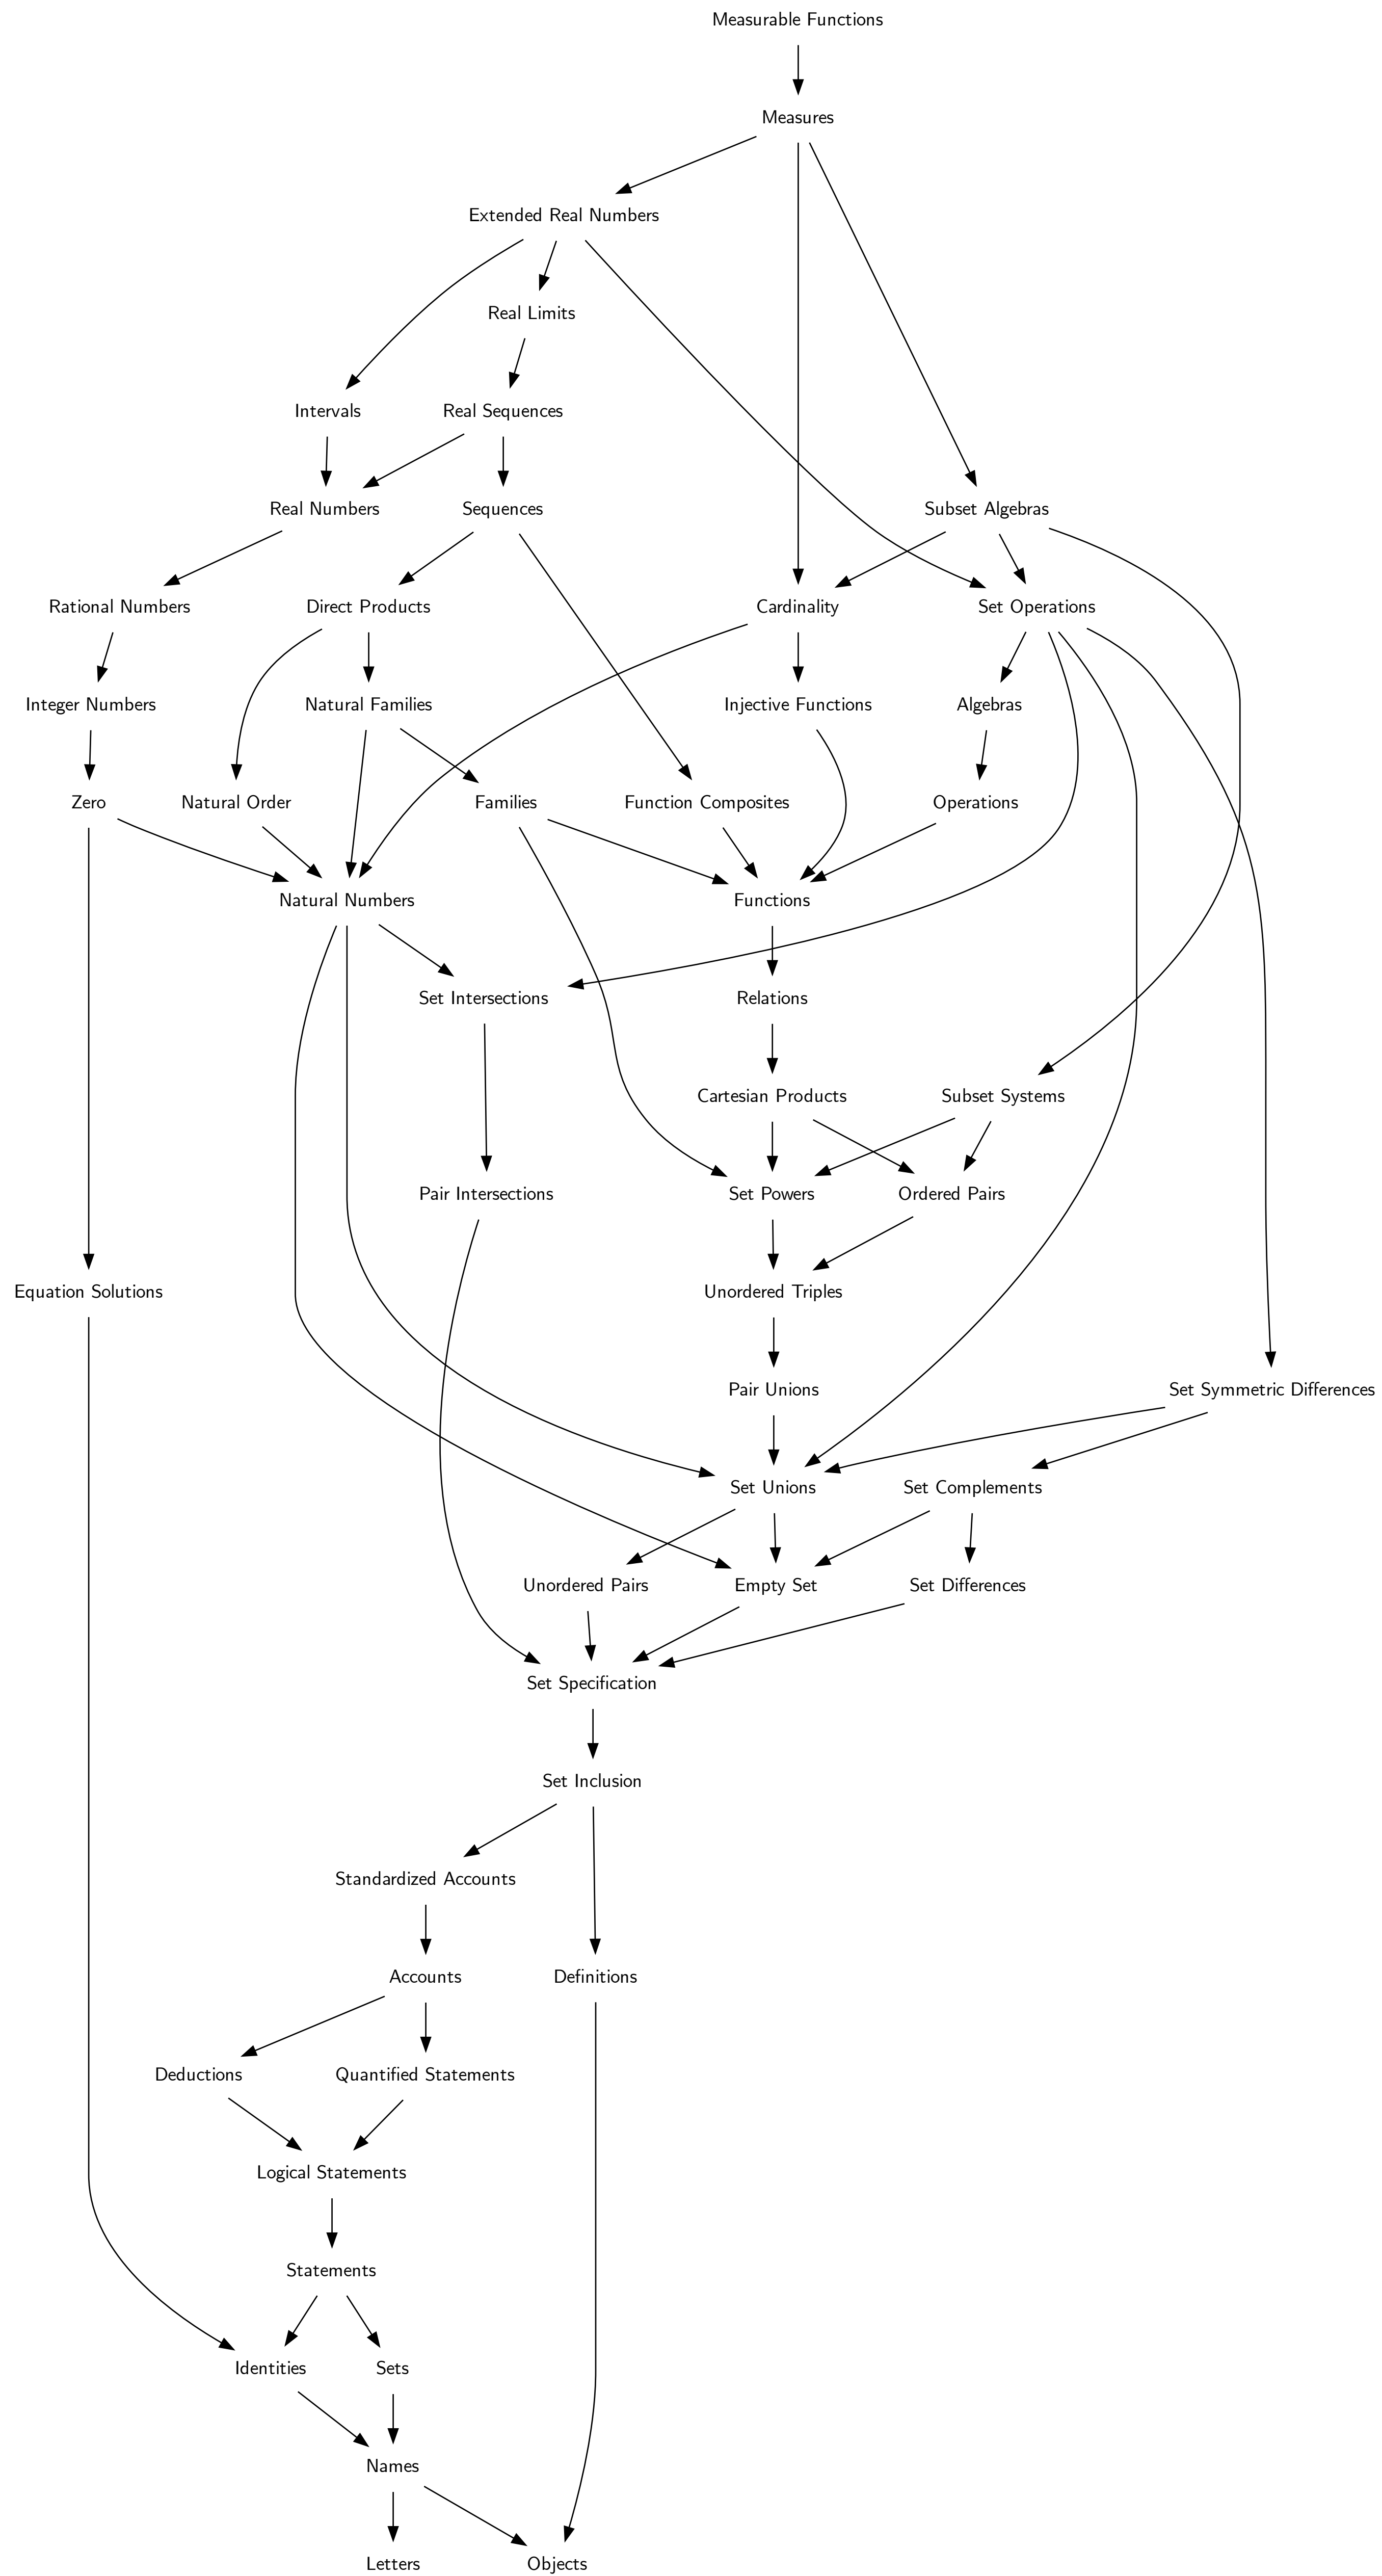 Measurable Functions
Measures
Extended Real Numbers
Real Limits
Intervals
Real Sequences
Real Numbers
Sequences
Subset Algebras
Rational Numbers
Direct Products
Cardinality
Set Operations
Integer Numbers
Natural Families
Injective Functions
Algebras
Zero
Natural Order
Families
Function Composites
Operations
Natural Numbers
Functions
Set Intersections
Relations
Cartesian Products
Subset Systems
Pair Intersections
Set Powers
Ordered Pairs
Equation Solutions
Unordered Triples
Pair Unions
Set Symmetric Differences
Set Unions
Set Complements
Unordered Pairs
Empty Set
Set Differences
Set Specification
Set Inclusion
Standardized Accounts
Accounts
Definitions
Deductions
Quantified Statements
Logical Statements
Statements
Identities
Sets
Names
Letters
Objects